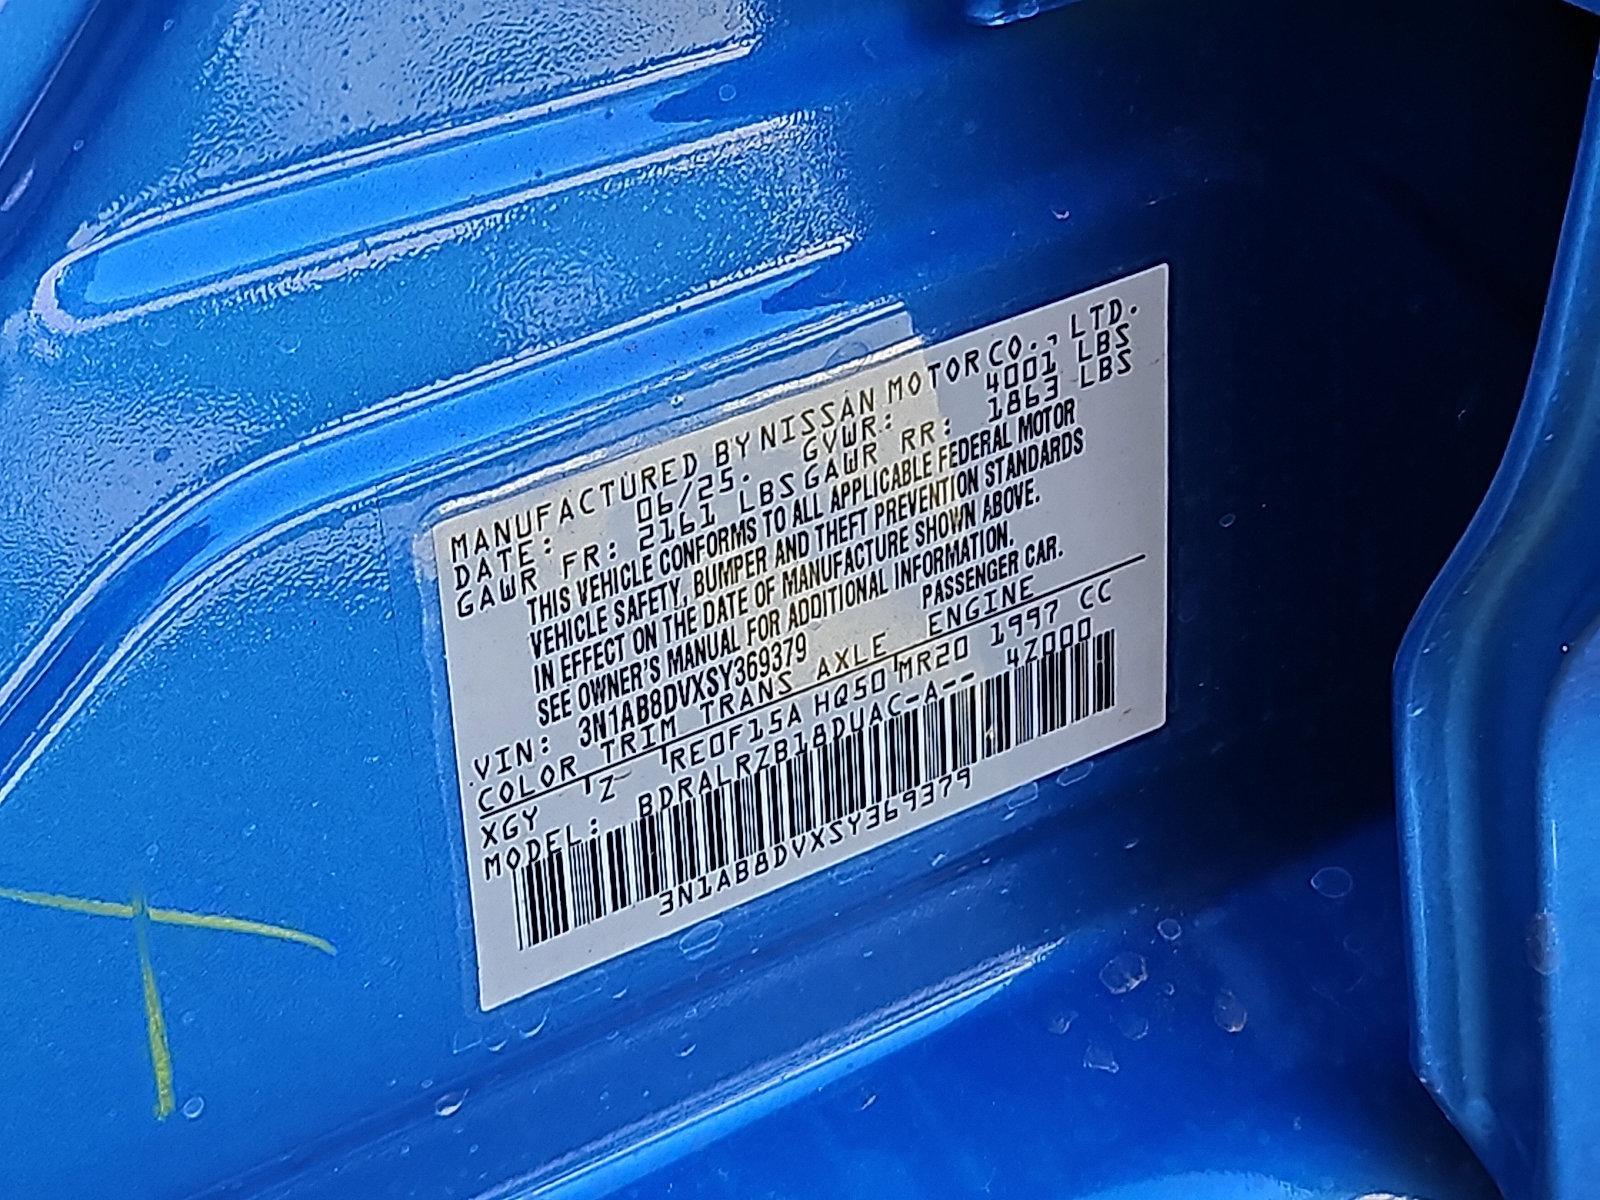 MANUFACTURED BY NISSAN MOTOR CO., LTD.
DATE: 06/25. GVWR: 4001 LBS
GAWR FR: 2161 LBS GAWR RR: 1863 LBS
THIS VEHICLE CONFORMS TO ALL APPLICABLE FEDERAL MOTOR
VEHICLE SAFETY, BUMPER AND THEFT PREVENTION STANDARDS
IN EFFECT ON THE DATE OF MANUFACTURE SHOWN ABOVE.
SEE OWNER'S MANUAL FOR ADDITIONAL INFORMATION.
VIN: 3N1AB8DVXSY369379 PASSENGER CAR.
COLOR TRIM TRANS AXLE ENGINE
XGY Z RE0F15A HQ50 MR20 1997 CC
MODEL: BDRALRZB18DUAC-A-- 4Z000
3N1AB8DVXSY369379